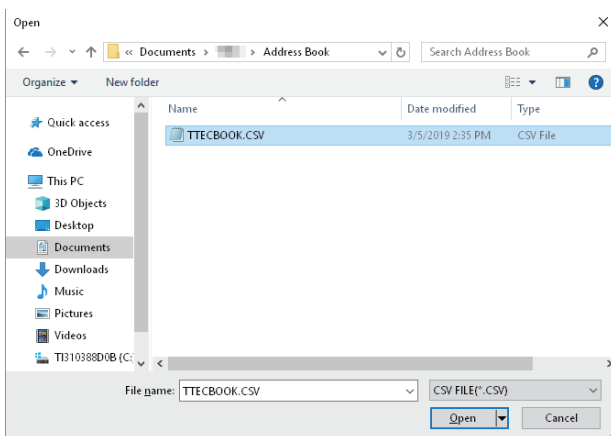 Open
« Documents > > Address Book
Search Address Book
Organize
New folder
Name
Date modified
Type
Quick access
OneDrive
This PC
3D Objects
Desktop
Documents
Downloads
Music
Pictures
Videos
TI310388D0B (C:
TTECBOOK.CSV
3/5/2019 2:35 PM
CSV File
File name: TTECBOOK.CSV
CSV FILE(*.CSV)
Open
Cancel